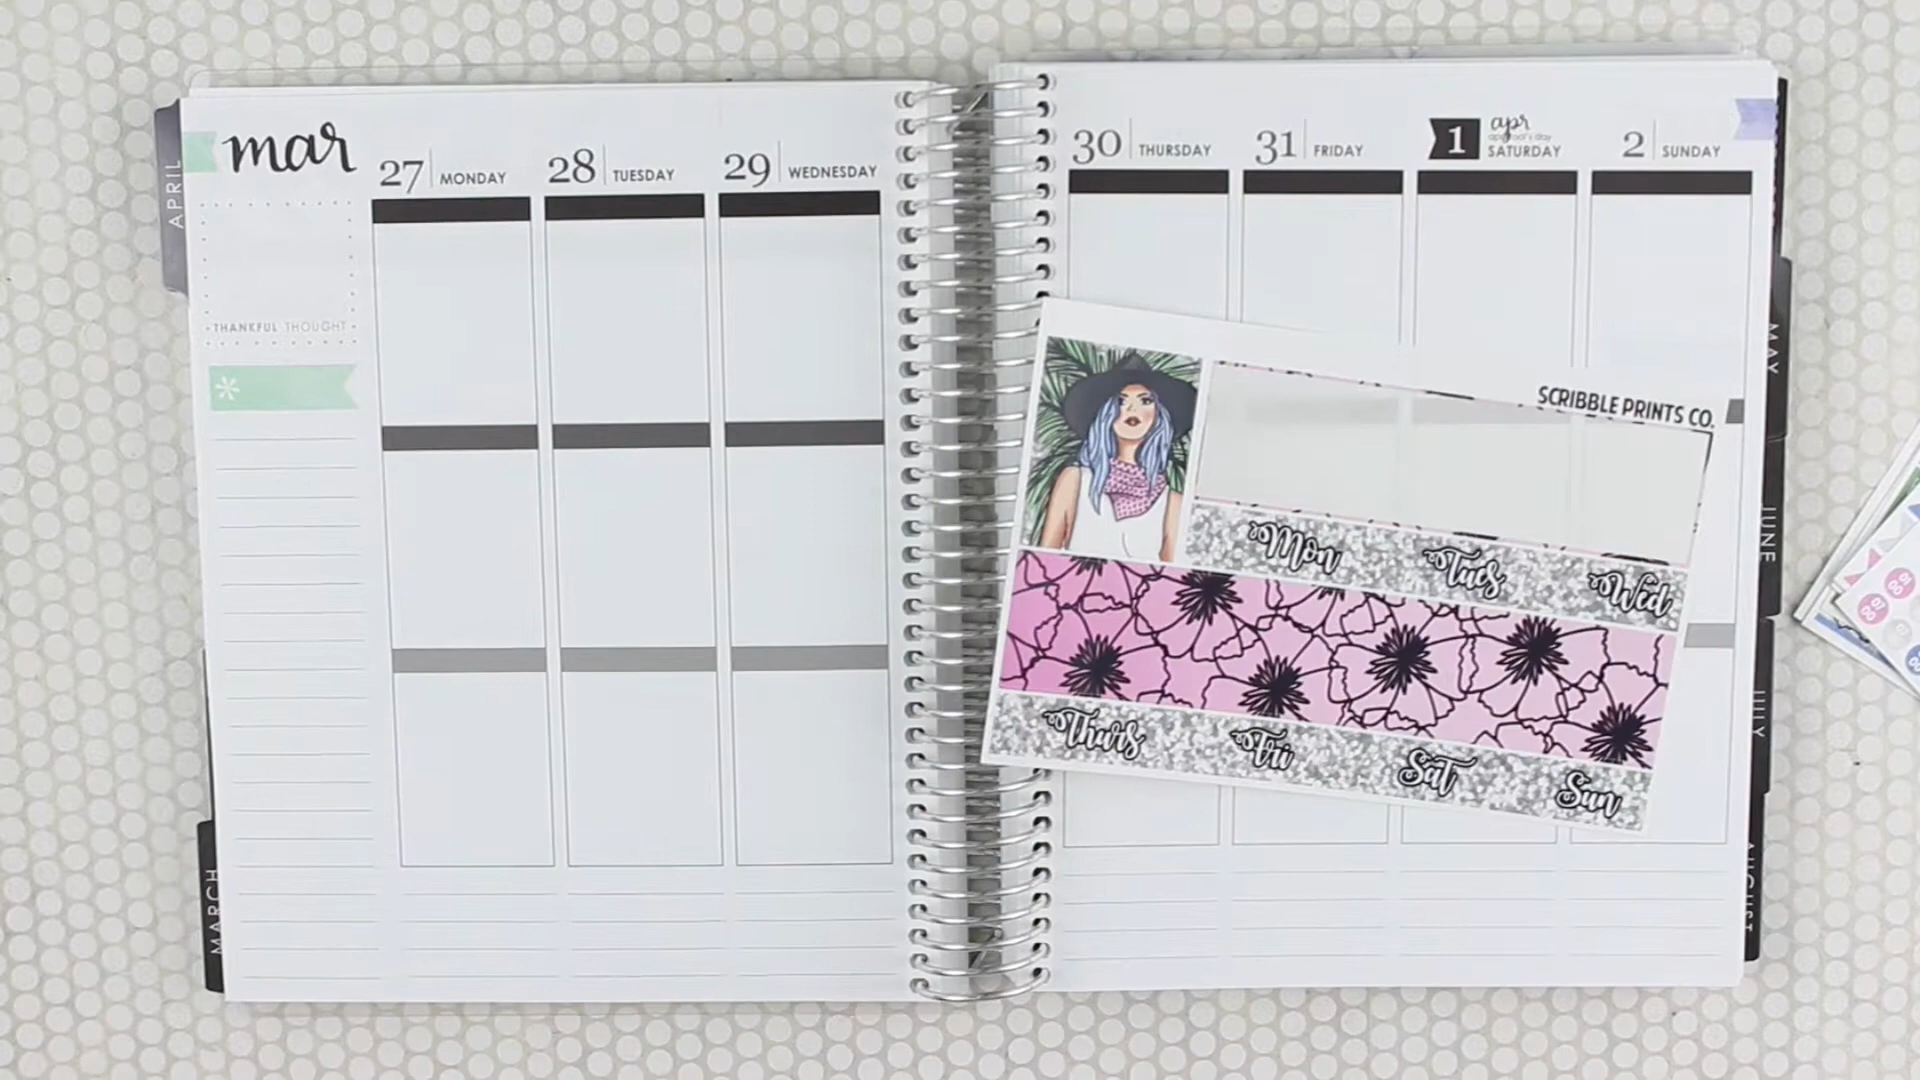 mar
27 MONDAY
28 TUESDAY
29 WEDNESDAY
30 THURSDAY
31 FRIDAY
1 apr
SATURDAY
2 SUNDAY
APRIL
THANKFUL THOUGHT
MARCH
SCRIBBLE PRINTS CO.
Mon Tues Wed
Thurs Fri Sat Sun
MAY
JUNE
JULY
AUGUST